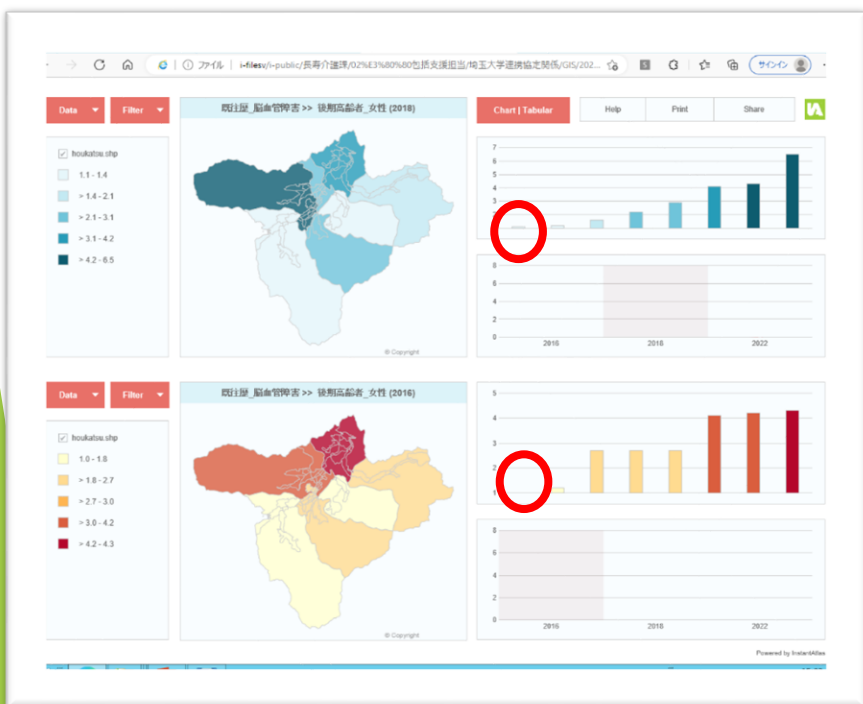 ファイル | i-filesv/i-public/長寿介護課/02%E3%80%80包括支援担当/埼玉大学連携協定関係/GIS/202...
サインイン
Data
Filter
既往歴_脳血管障害 >> 後期高齢者_女性 (2018)
Chart | Tabular
Help
Print
Share
houkatsu.shp
1.1 - 1.4
> 1.4 - 2.1
> 2.1 - 3.1
> 3.1 - 4.2
> 4.2 - 6.5
© Copyright
7
6
5
4
3
8
6
4
2
0
2016
2018
2022
Data
Filter
既往歴_脳血管障害 >> 後期高齢者_女性 (2016)
houkatsu.shp
1.0 - 1.8
> 1.8 - 2.7
> 2.7 - 3.0
> 3.0 - 4.2
> 4.2 - 4.3
© Copyright
5
4
3
2
1
8
6
4
2
0
2016
2018
2022
Powered by InstantAtlas